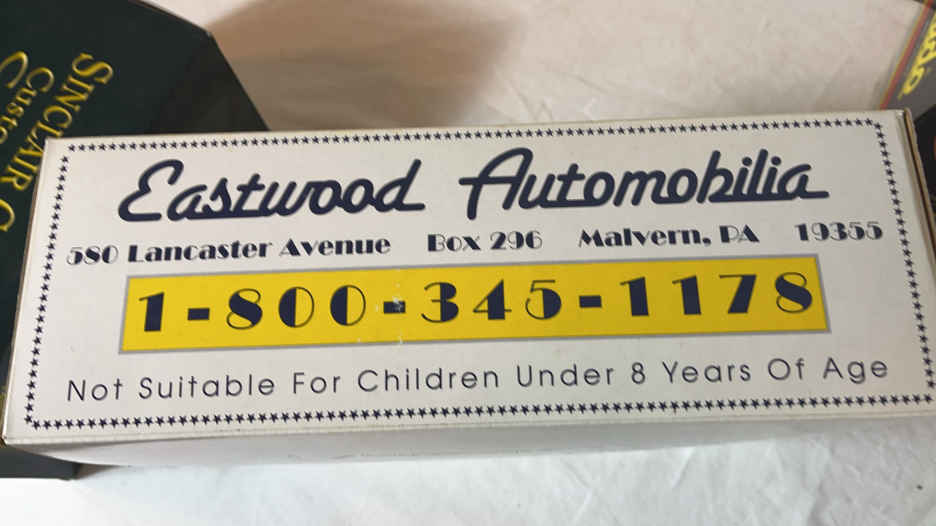 Eastwood Automobilia
580 Lancaster Avenue Box 296 Malvern, PA 19355
1-800-345-1178
Not Suitable For Children Under 8 Years Of Age
SINCLAIR